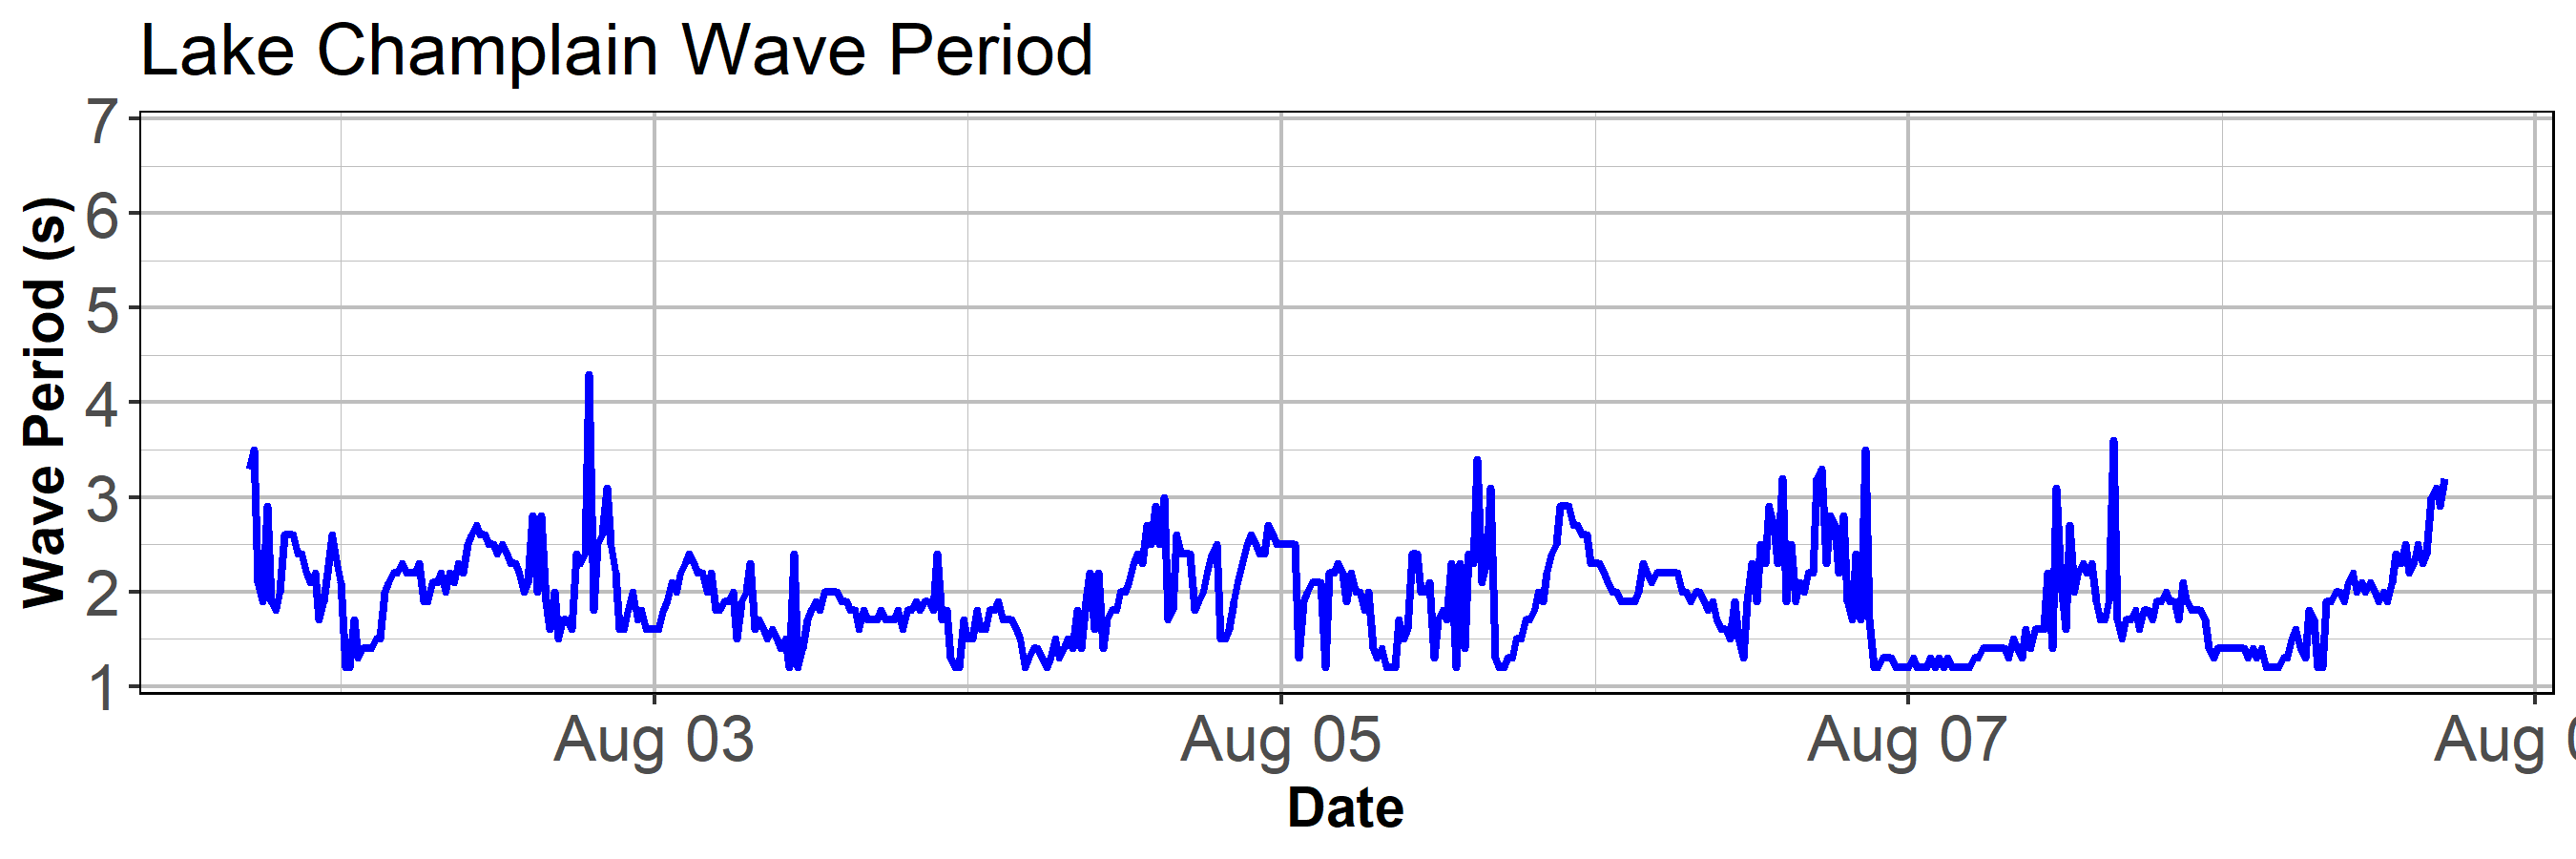 Lake Champlain Wave Period
Wave Period (s)
7
6
5
4
3
2
1
Aug 03
Aug 05
Aug 07
Aug
Date